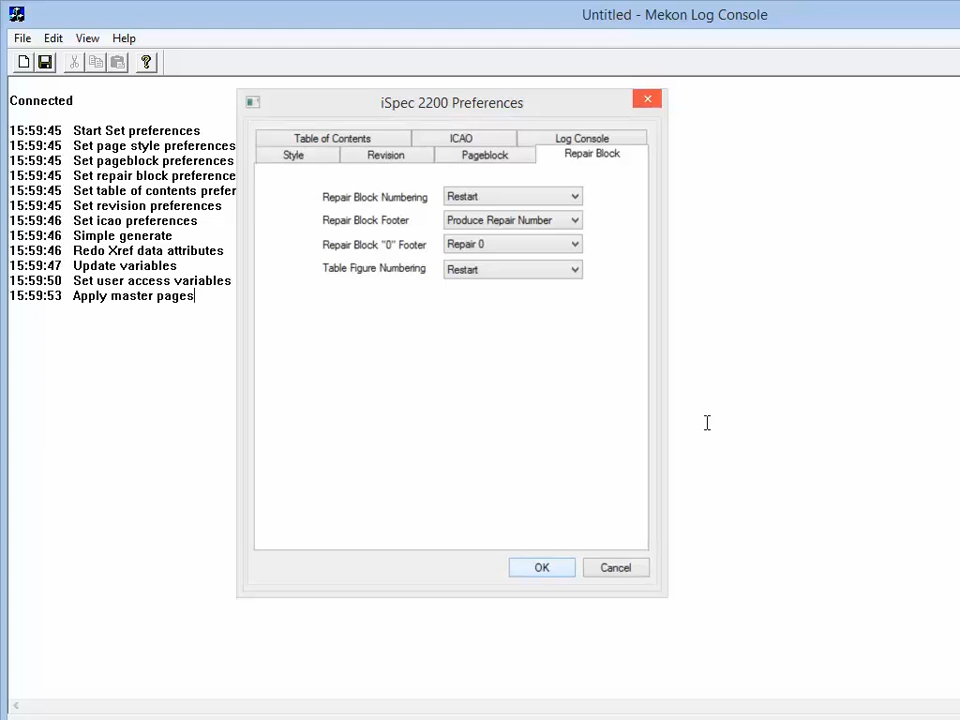 Untitled - Mekon Log Console
File Edit View Help
Connected
15:59:45 Start Set preferences
15:59:45 Set page style preferences
15:59:45 Set pageblock preferences
15:59:45 Set repair block preference
15:59:45 Set table of contents prefer
15:59:45 Set revision preferences
15:59:46 Set icao preferences
15:59:46 Simple generate
15:59:46 Redo Xref data attributes
15:59:47 Update variables
15:59:50 Set user access variables
15:59:53 Apply master pages
iSpec 2200 Preferences
Table of Contents ICAO Log Console
Style Revision Pageblock Repair Block
Repair Block Numbering Restart
Repair Block Footer Produce Repair Number
Repair Block "0" Footer Repair 0
Table Figure Numbering Restart
OK Cancel